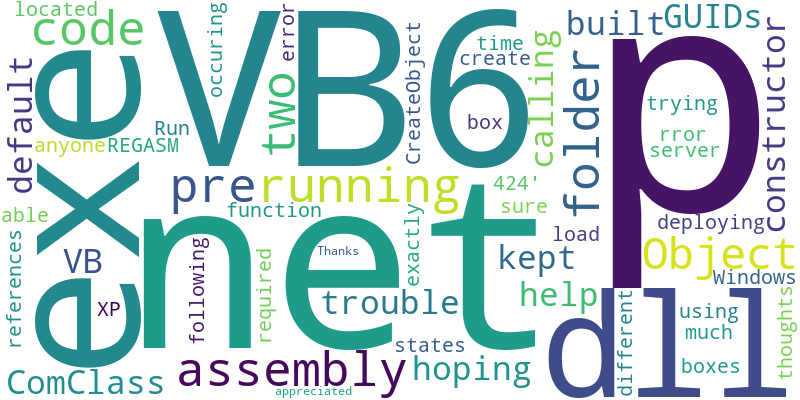 located
code
exe
default
anyone
REGASM
Run
able
VB
references
XP
following
ComClass
VB6
occuring
two
error
CreateObject
time
create
box
calling
pre
running
function
net
Thanks
exactly
424'
sure
required
trouble
states
assembly
hoping
appreciated
built
GUIDs
folder
p
constructor
trying
rror
server
deploying
load
Object
kept
Windows
help
dll
different
using
much
boxes
thoughts